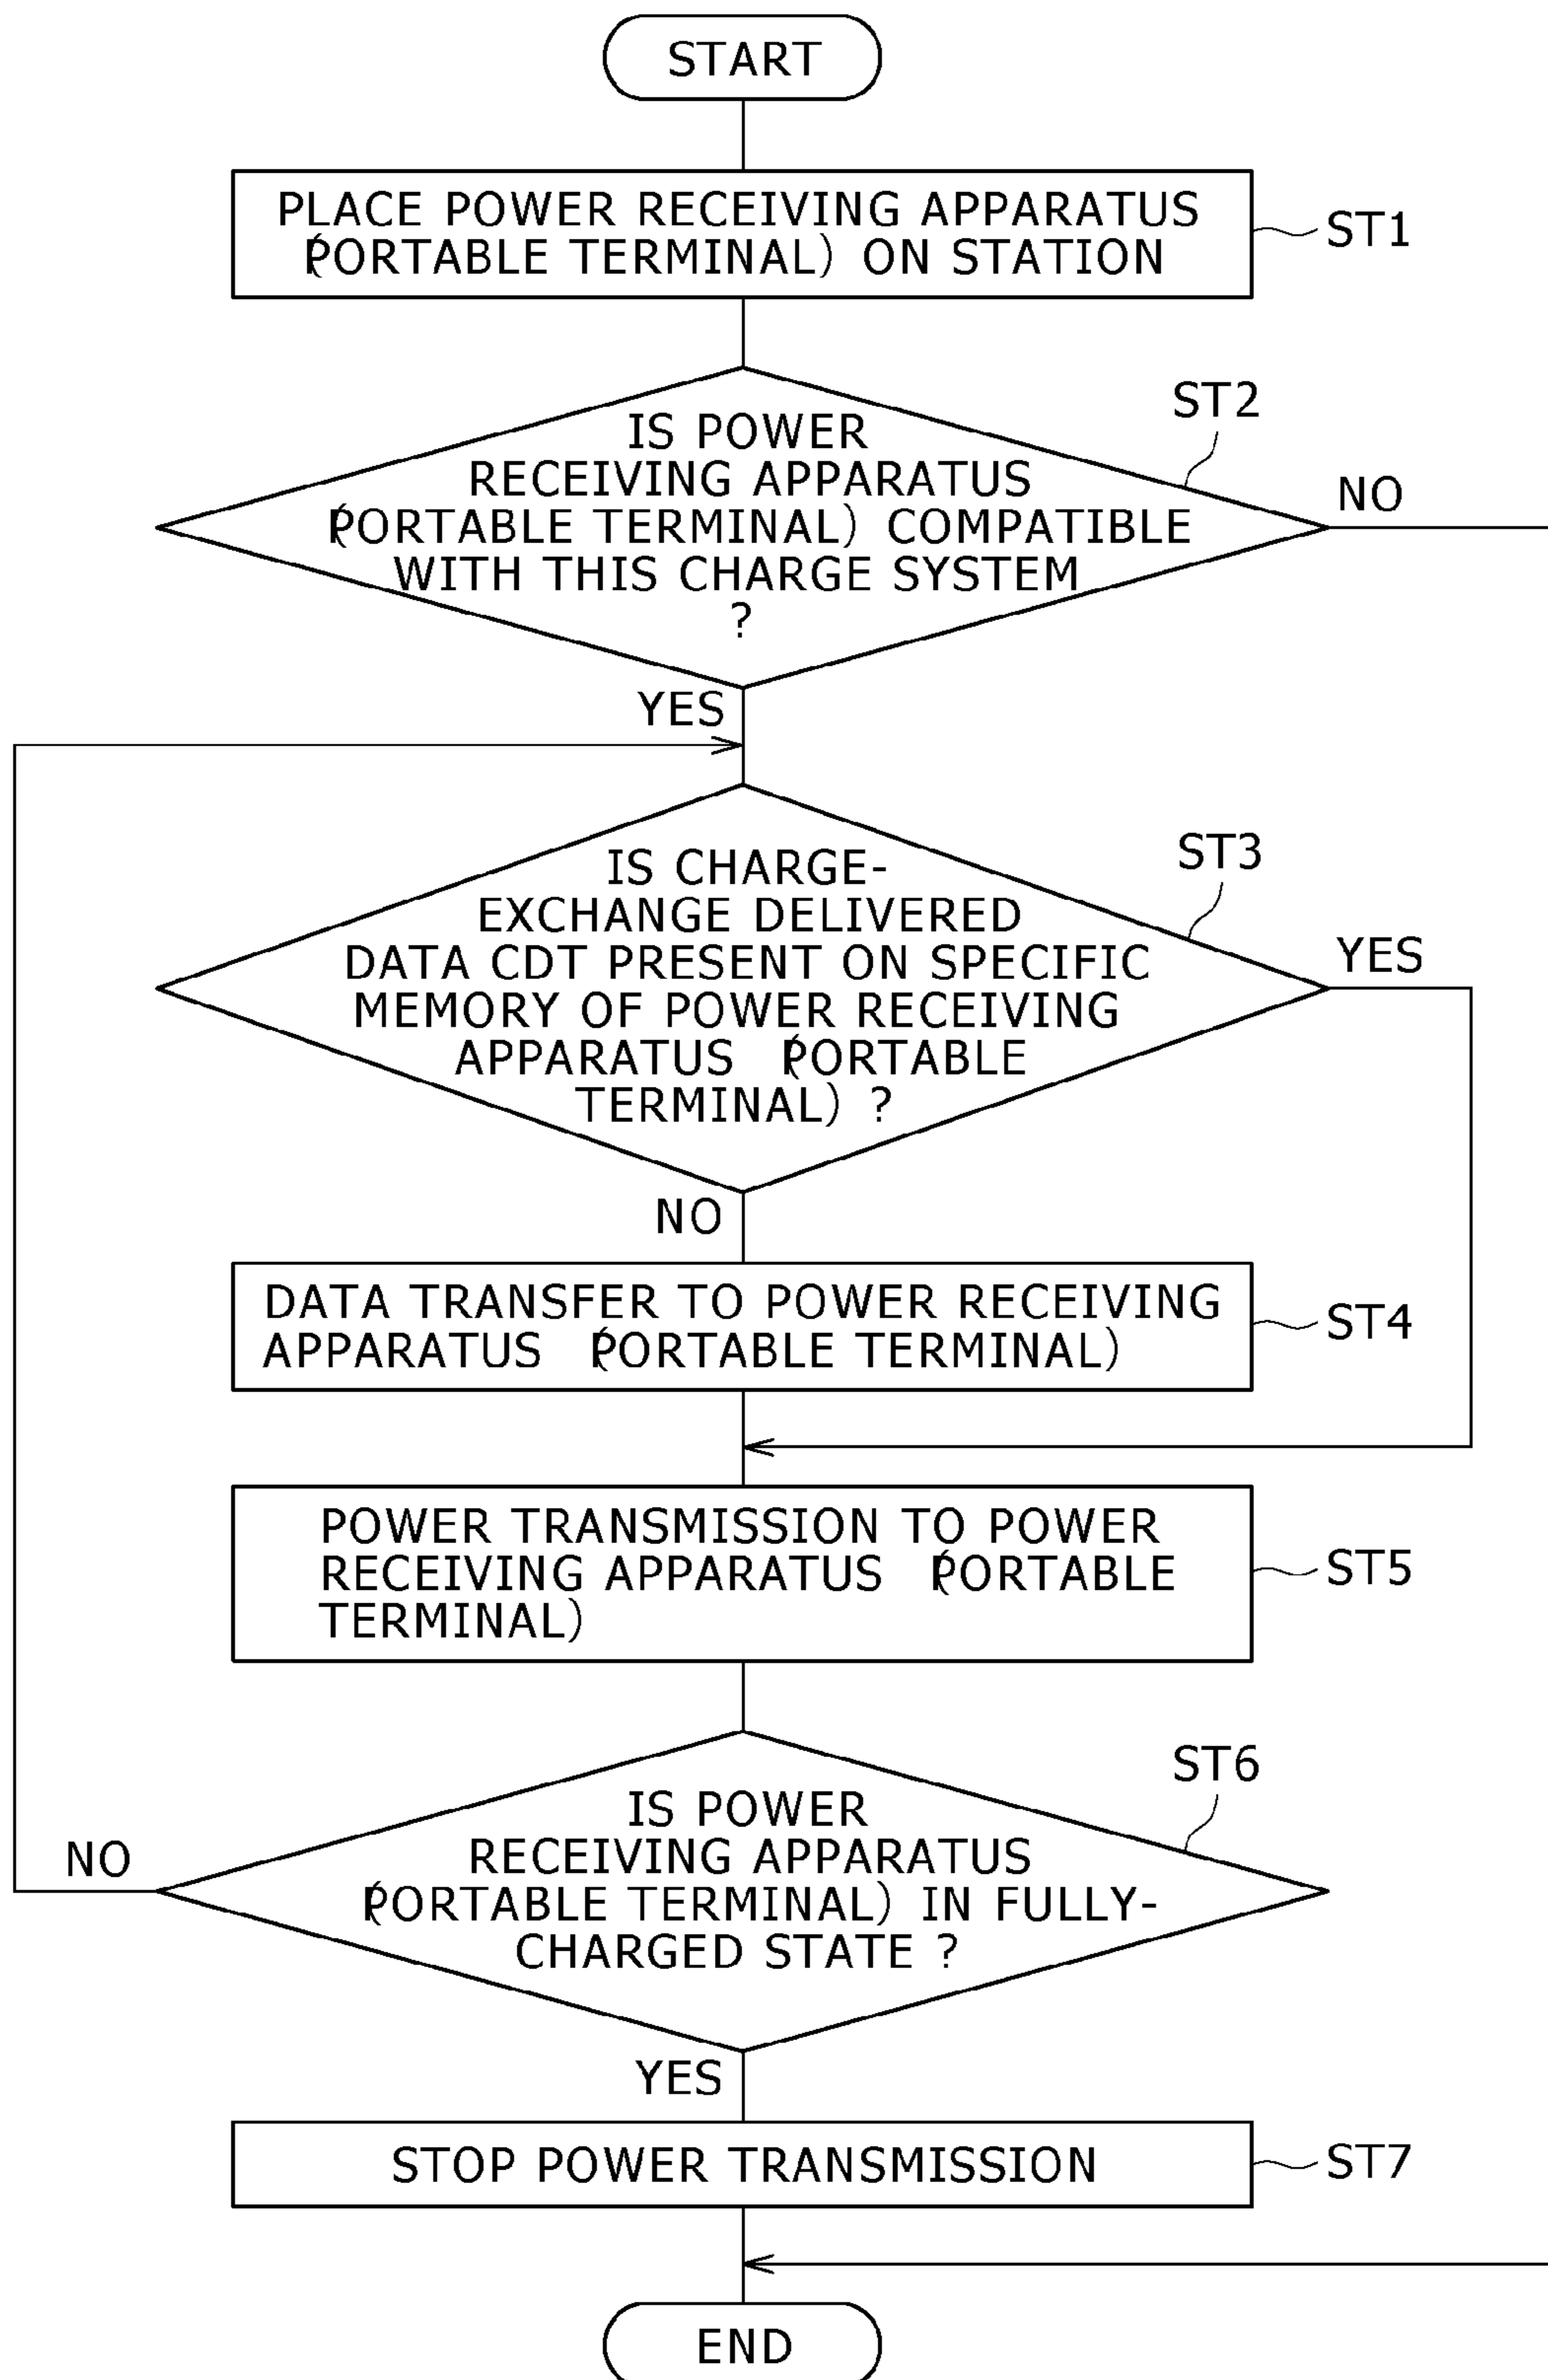 START
PLACE POWER RECEIVING APPARATUS
(PORTABLE TERMINAL) ON STATION
ST1
ST2
IS POWER
RECEIVING APPARATUS
(PORTABLE TERMINAL) COMPATIBLE
WITH THIS CHARGE SYSTEM
?
NO
YES
ST3
IS CHARGE-
EXCHANGE DELIVERED
DATA CDT PRESENT ON SPECIFIC
MEMORY OF POWER RECEIVING
APPARATUS (PORTABLE
TERMINAL) ?
YES
NO
DATA TRANSFER TO POWER RECEIVING
APPARATUS (PORTABLE TERMINAL)
ST4
POWER TRANSMISSION TO POWER
RECEIVING APPARATUS (PORTABLE
TERMINAL)
ST5
ST6
IS POWER
RECEIVING APPARATUS
(PORTABLE TERMINAL) IN FULLY-
CHARGED STATE ?
NO
YES
STOP POWER TRANSMISSION
ST7
END